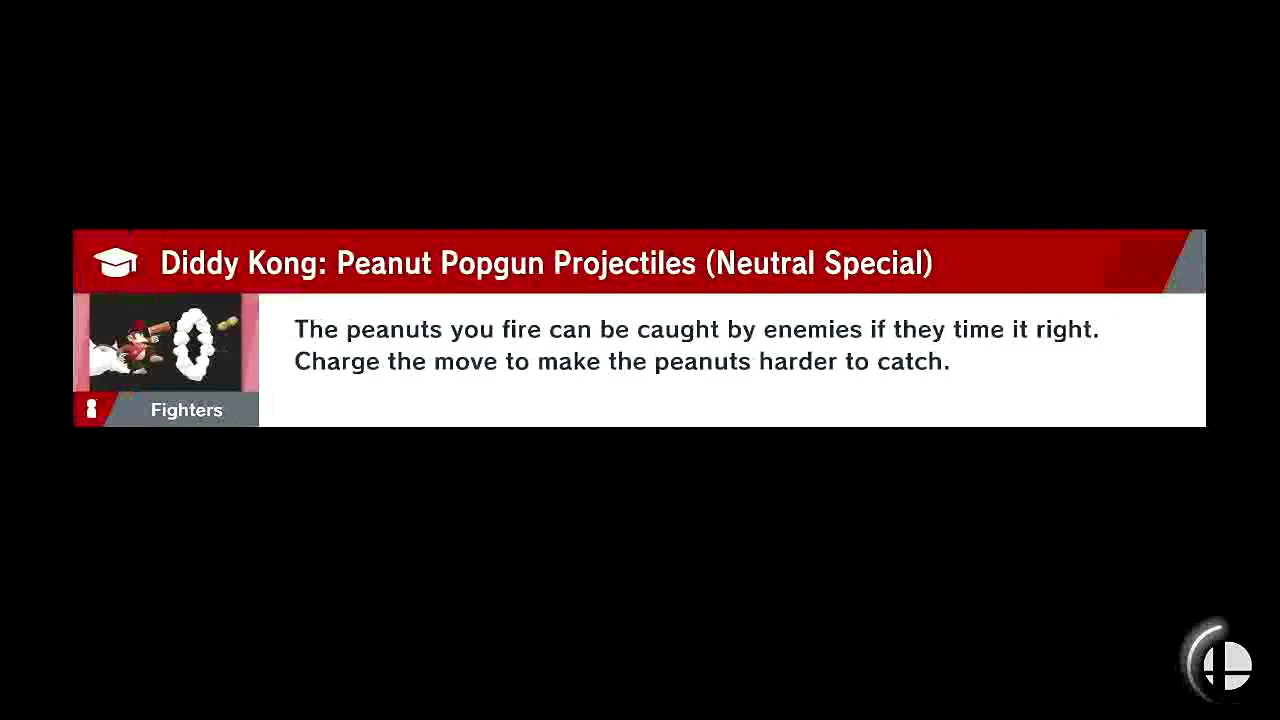 Diddy Kong: Peanut Popgun Projectiles (Neutral Special)
The peanuts you fire can be caught by enemies if they time it right.
Charge the move to make the peanuts harder to catch.
Fighters